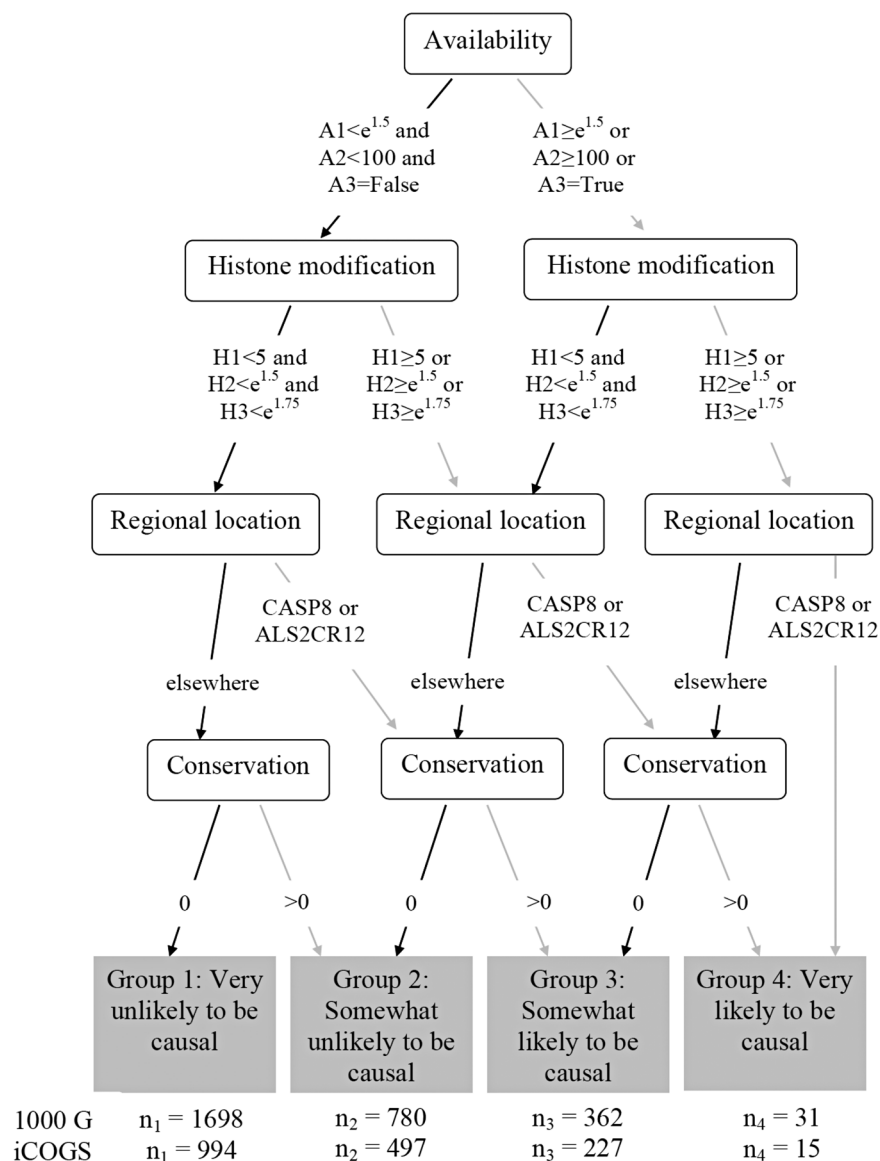 Availability
A1<e^1.5 and
A2<100 and
A3=False
A1≥e^1.5 or
A2≥100 or
A3=True
Histone modification
Histone modification
H1<5 and
H2<e^1.5 and
H3<e^1.75
H1≥5 or
H2≥e^1.5 or
H3≥e^1.75
H1<5 and
H2<e^1.5 and
H3<e^1.75
H1≥5 or
H2≥e^1.5 or
H3≥e^1.75
Regional location
Regional location
Regional location
CASP8 or
ALS2CR12
CASP8 or
ALS2CR12
CASP8 or
ALS2CR12
elsewhere
elsewhere
elsewhere
Conservation
Conservation
Conservation
0
>0
0
>0
0
>0
Group 1: Very
unlikely to be
causal
Group 2:
Somewhat
unlikely to be
causal
Group 3:
Somewhat
likely to be
causal
Group 4: Very
likely to be
causal
1000 G n₁ = 1698 n₂ = 780 n₃ = 362 n₄ = 31
iCOGS n₁ = 994 n₂ = 497 n₃ = 227 n₄ = 15